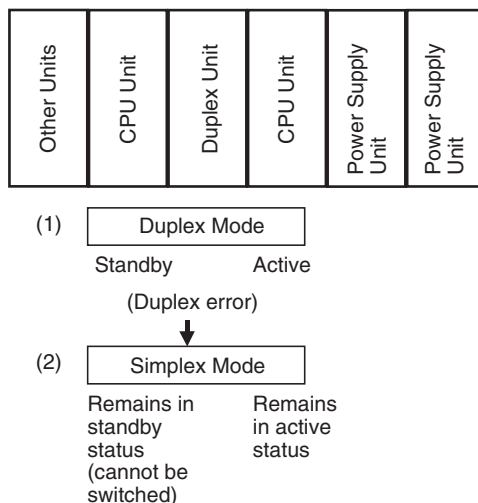 Other Units
CPU Unit
Duplex Unit
CPU Unit
Power Supply
Unit
Power Supply
Unit
(1) Duplex Mode
Standby Active
(Duplex error)
(2) Simplex Mode
Remains in
standby
status
(cannot be
switched)
Remains
in active
status